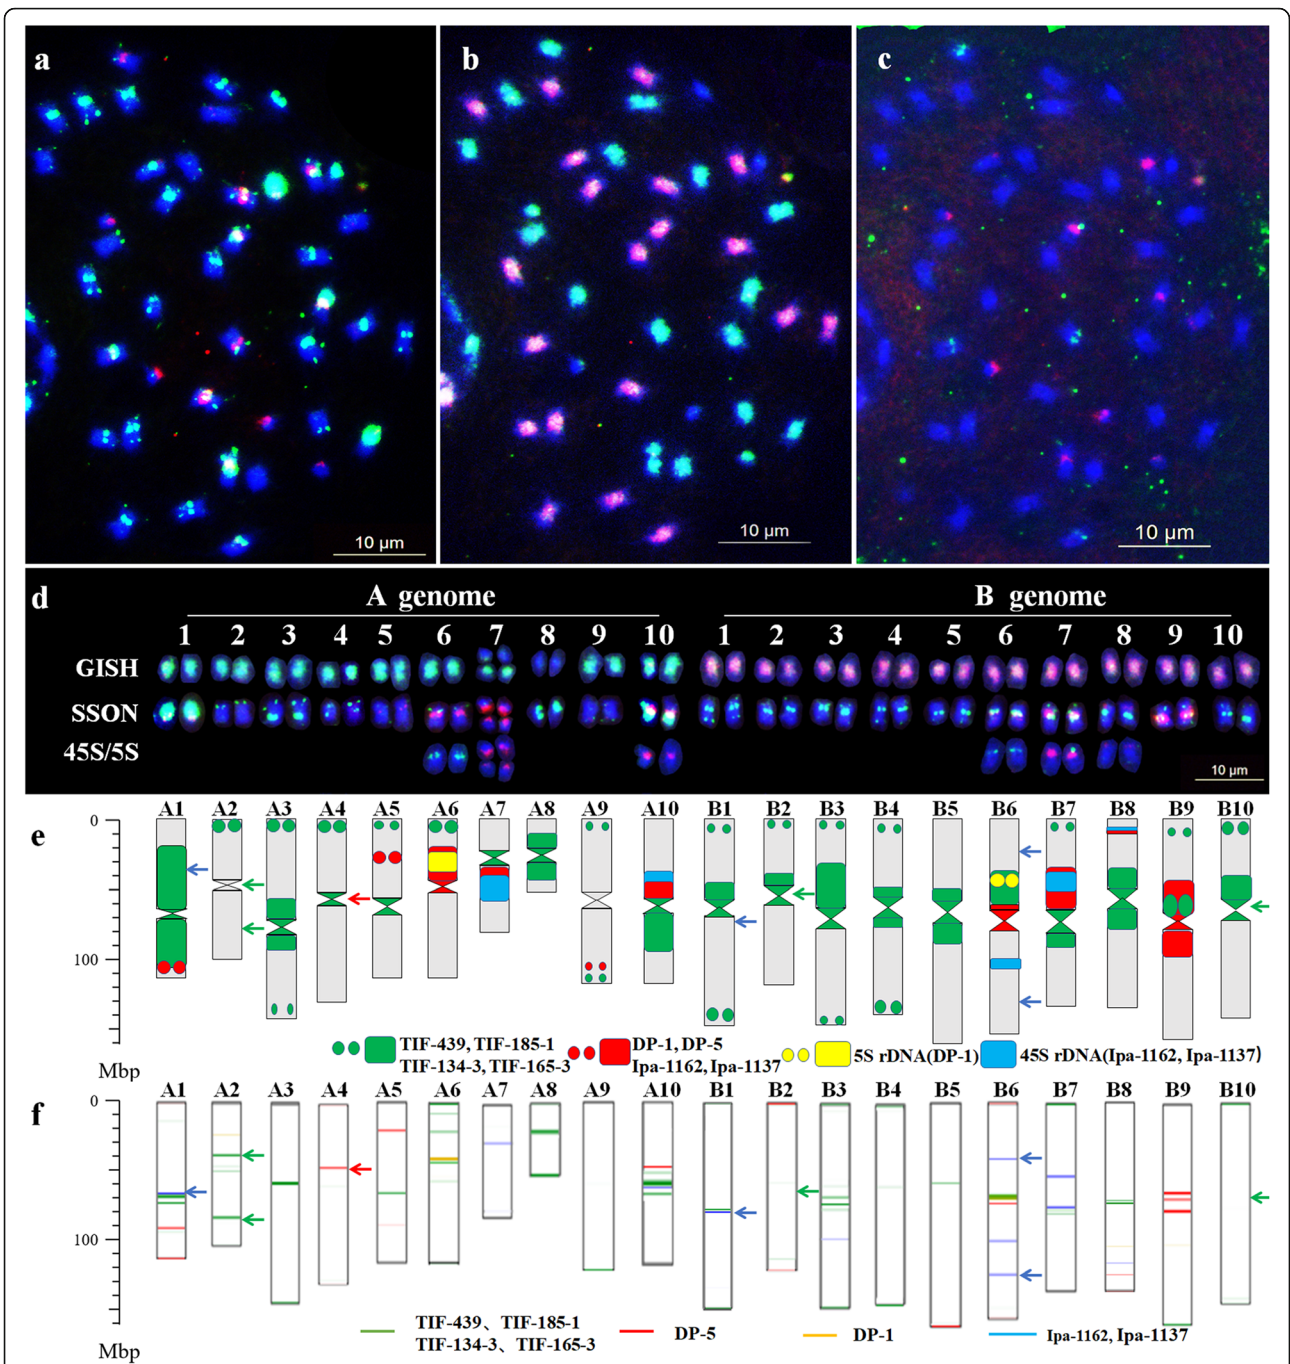 a b c
10 μm 10 μm 10 μm
d A genome B genome
1 2 3 4 5 6 7 8 9 10 1 2 3 4 5 6 7 8 9 10
GISH
SSON
45S/5S
10 μm
A1 A2 A3 A4 A5 A6 A7 A8 A9 A10 B1 B2 B3 B4 B5 B6 B7 B8 B9 B10
e
0
100
Mbp
TIF-439, TIF-185-1 DP-1, DP-5 5S rDNA(DP-1) 45S rDNA(Ipa-1162, Ipa-1137)
TIF-134-3, TIF-165-3 Ipa-1162, Ipa-1137
A1 A2 A3 A4 A5 A6 A7 A8 A9 A10 B1 B2 B3 B4 B5 B6 B7 B8 B9 B10
f
0
100
Mbp
TIF-439、TIF-185-1 DP-5 DP-1 Ipa-1162, Ipa-1137
TIF-134-3、TIF-165-3